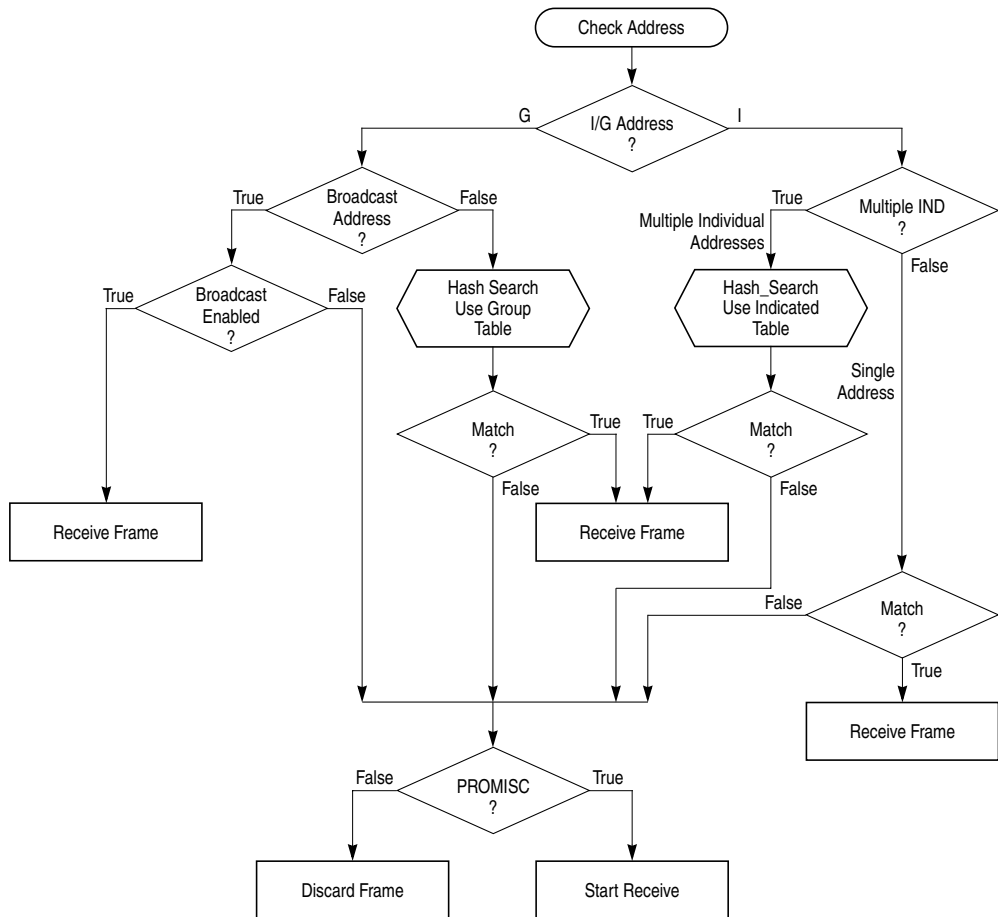 Check Address
G
I/G Address
?
I
True
Broadcast
Address
?
False
True
Multiple IND
?
Multiple Individual
Addresses
False
True
Broadcast
Enabled
?
False
Hash Search
Use Group
Table
Hash_Search
Use Indicated
Table
Single
Address
Match
?
True
True
Match
?
False
False
Receive Frame
Receive Frame
False
Match
?
True
Receive Frame
False
PROMISC
?
True
Discard Frame
Start Receive